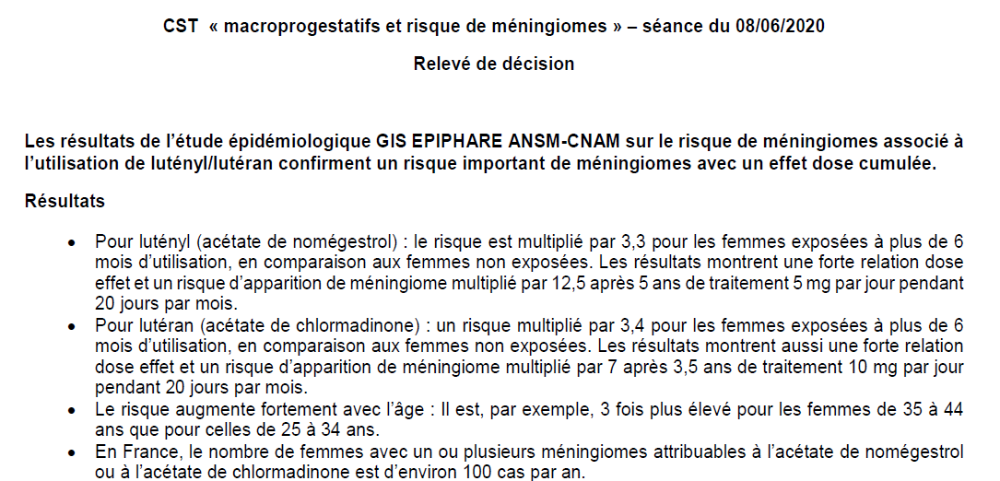 CST « macroprogestatifs et risque de méningiomes » – séance du 08/06/2020
Relevé de décision
Les résultats de l’étude épidémiologique GIS EPIPHARE ANSM-CNAM sur le risque de méningiomes associé à
l’utilisation de lutényl/lutéran confirment un risque important de méningiomes avec un effet dose cumulée.
Résultats
• Pour lutényl (acétate de nomégestrol) : le risque est multiplié par 3,3 pour les femmes exposées à plus de 6
mois d’utilisation, en comparaison aux femmes non exposées. Les résultats montrent une forte relation dose
effet et un risque d’apparition de méningiome multiplié par 12,5 après 5 ans de traitement 5 mg par jour pendant
20 jours par mois.
• Pour lutéran (acétate de chlormadinone) : un risque multiplié par 3,4 pour les femmes exposées à plus de 6
mois d’utilisation, en comparaison aux femmes non exposées. Les résultats montrent aussi une forte relation
dose effet et un risque d’apparition de méningiome multiplié par 7 après 3,5 ans de traitement 10 mg par jour
pendant 20 jours par mois.
• Le risque augmente fortement avec l’âge : Il est, par exemple, 3 fois plus élevé pour les femmes de 35 à 44
ans que pour celles de 25 à 34 ans.
• En France, le nombre de femmes avec un ou plusieurs méningiomes attribuables à l’acétate de nomégestrol
ou à l’acétate de chlormadinone est d’environ 100 cas par an.